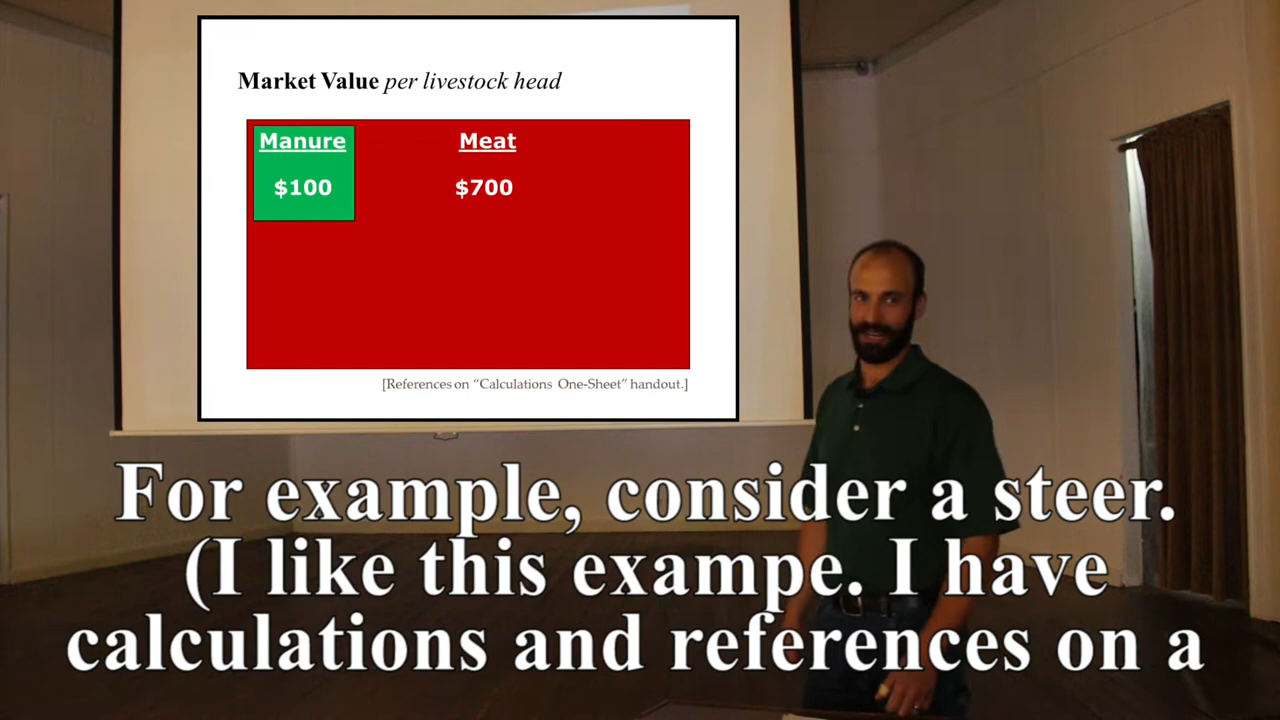 Market Value per livestock head
Manure Meat
$100 $700
[References on “Calculations One-Sheet” handout.]
For example, consider a steer.
(I like this exampe. I have
calculations and references on a